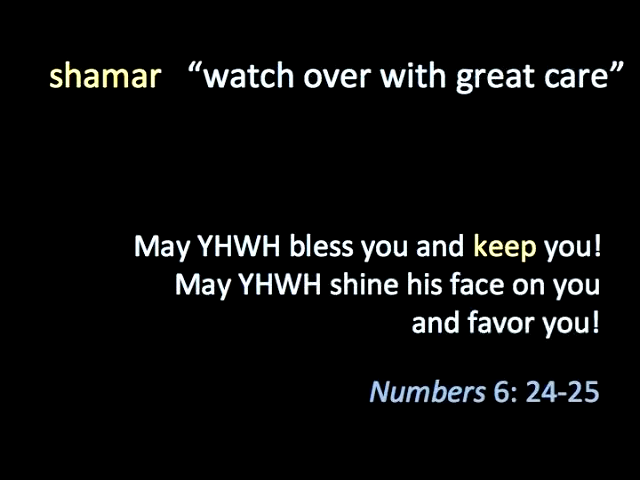 shamar “watch over with great care”
May YHWH bless you and keep you!
May YHWH shine his face on you
and favor you!
Numbers 6: 24-25